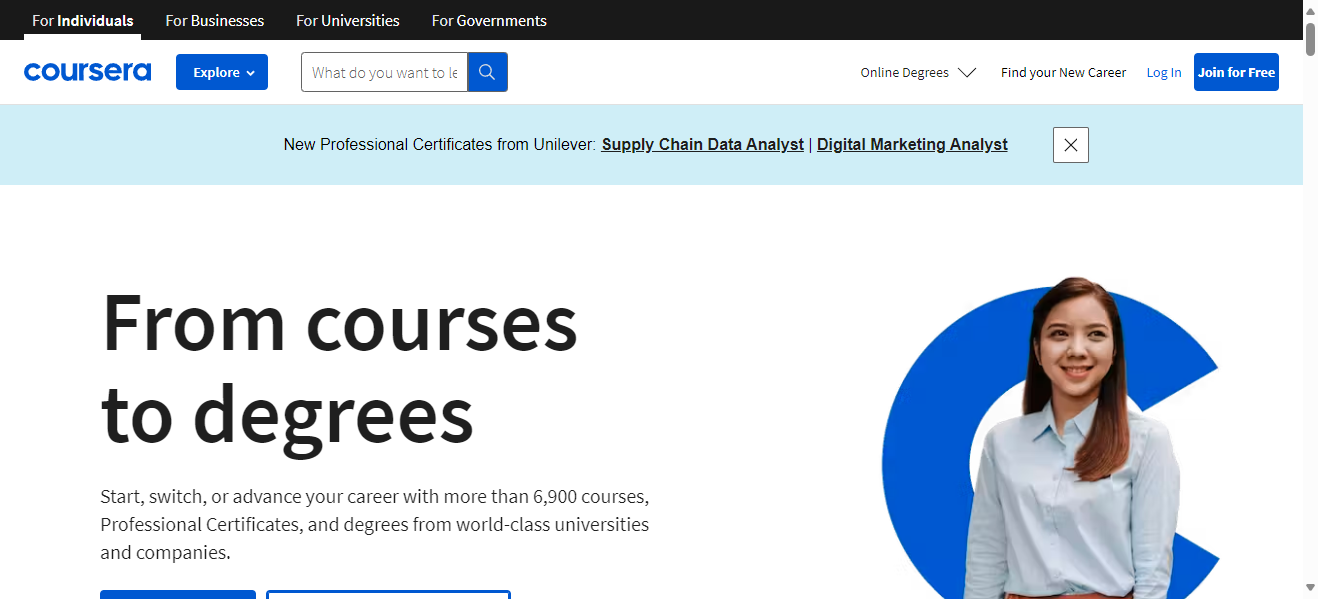 For Individuals For Businesses For Universities For Governments
coursera Explore What do you want to le Online Degrees Find your New Career Log In Join for Free
New Professional Certificates from Unilever: Supply Chain Data Analyst | Digital Marketing Analyst
From courses
to degrees
Start, switch, or advance your career with more than 6,900 courses,
Professional Certificates, and degrees from world-class universities
and companies.